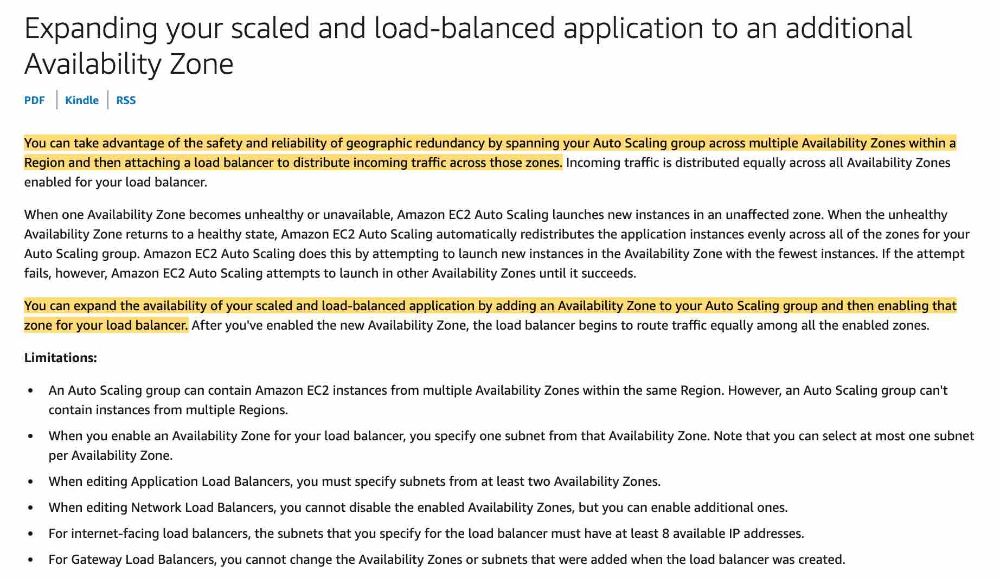 Expanding your scaled and load-balanced application to an additional
Availability Zone
PDF | Kindle | RSS
You can take advantage of the safety and reliability of geographic redundancy by spanning your Auto Scaling group across multiple Availability Zones within a
Region and then attaching a load balancer to distribute incoming traffic across those zones. Incoming traffic is distributed equally across all Availability Zones
enabled for your load balancer.
When one Availability Zone becomes unhealthy or unavailable, Amazon EC2 Auto Scaling launches new instances in an unaffected zone. When the unhealthy
Availability Zone returns to a healthy state, Amazon EC2 Auto Scaling automatically redistributes the application instances evenly across all of the zones for your
Auto Scaling group. Amazon EC2 Auto Scaling does this by attempting to launch new instances in the Availability Zone with the fewest instances. If the attempt
fails, however, Amazon EC2 Auto Scaling attempts to launch in other Availability Zones until it succeeds.
You can expand the availability of your scaled and load-balanced application by adding an Availability Zone to your Auto Scaling group and then enabling that
zone for your load balancer. After you've enabled the new Availability Zone, the load balancer begins to route traffic equally among all the enabled zones.
Limitations:
• An Auto Scaling group can contain Amazon EC2 instances from multiple Availability Zones within the same Region. However, an Auto Scaling group can't
contain instances from multiple Regions.
• When you enable an Availability Zone for your load balancer, you specify one subnet from that Availability Zone. Note that you can select at most one subnet
per Availability Zone.
• When editing Application Load Balancers, you must specify subnets from at least two Availability Zones.
• When editing Network Load Balancers, you cannot disable the enabled Availability Zones, but you can enable additional ones.
• For internet-facing load balancers, the subnets that you specify for the load balancer must have at least 8 available IP addresses.
• For Gateway Load Balancers, you cannot change the Availability Zones or subnets that were added when the load balancer was created.